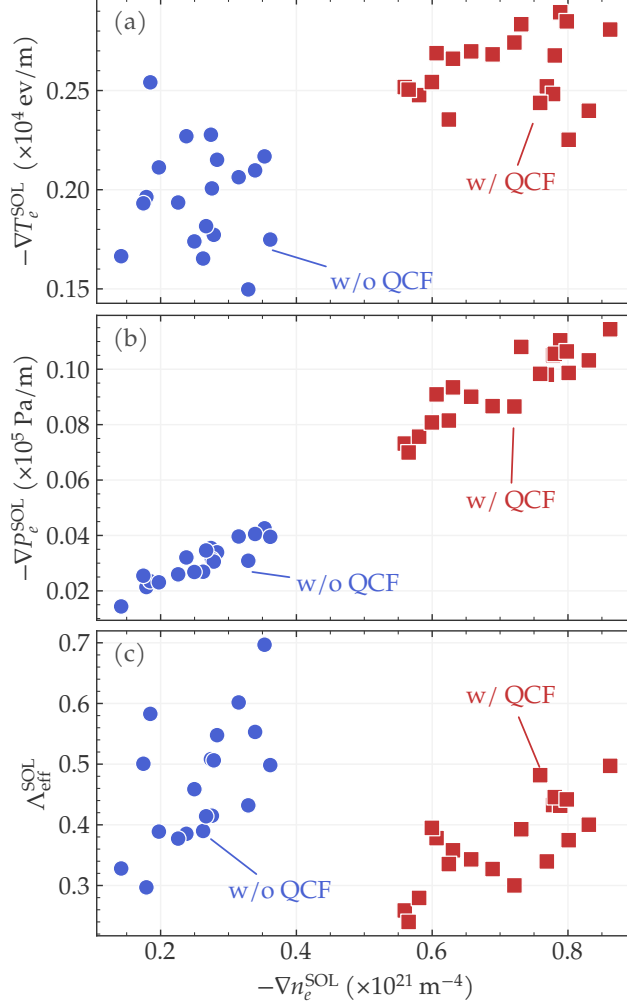 (a)
0.25
0.20
0.15
−∇T_e^SOL (×10^4 ev/m)
w/ QCF
w/o QCF
(b)
0.10
0.08
0.06
0.04
0.02
−∇P_e^SOL (×10^5 Pa/m)
w/ QCF
w/o QCF
(c)
0.7
0.6
0.5
0.4
0.3
Λ_eff^SOL
w/ QCF
w/o QCF
0.2 0.4 0.6 0.8
−∇n_e^SOL (×10^21 m^−4)